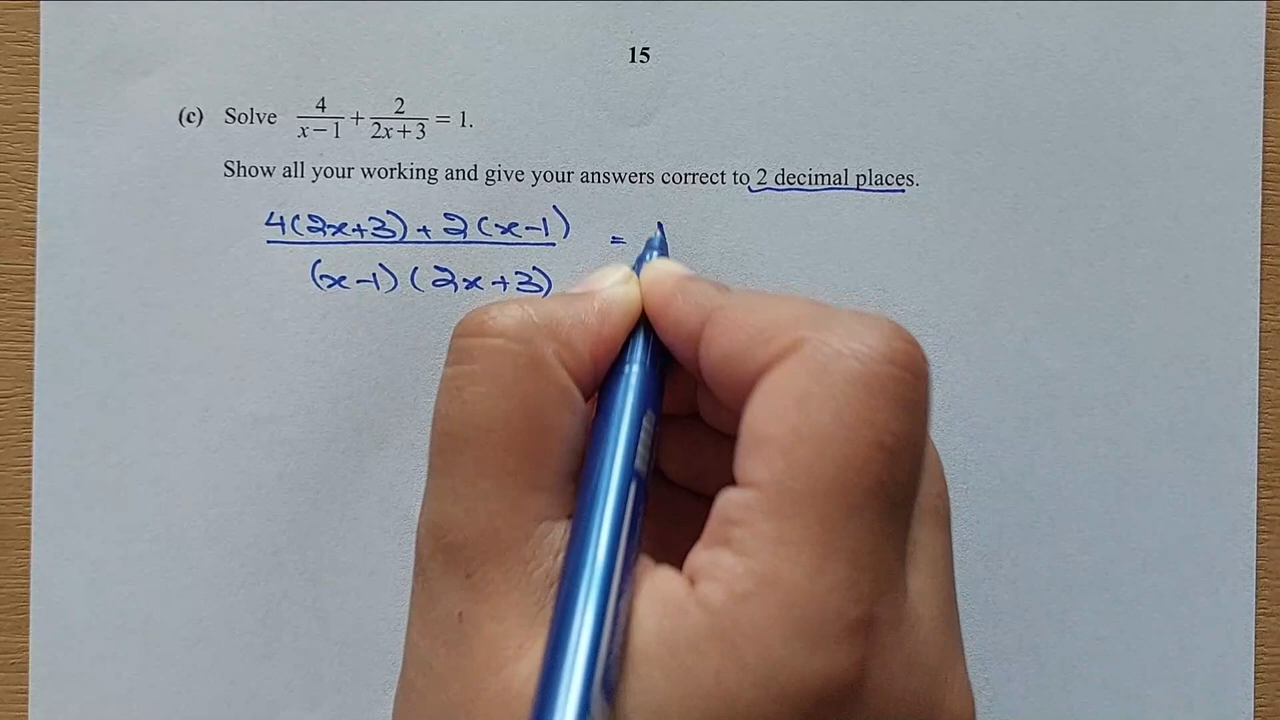 15
(c) Solve 4/(x−1) + 2/(2x+3) = 1.
Show all your working and give your answers correct to 2 decimal places.
4(2x+3) + 2(x-1) =
(x-1)(2x+3)